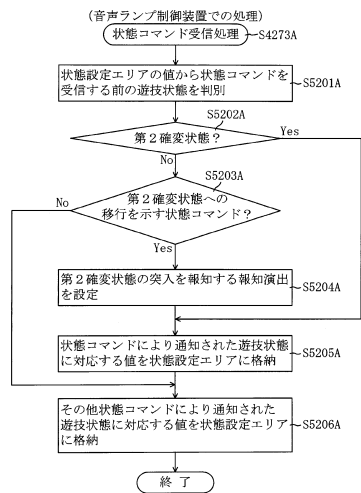 (音声ランプ制御装置での処理)
状態コマンド受信処理
S4273A
状態設定エリアの値から状態コマンドを
受信する前の遊技状態を判別
S5201A
S5202A
第2確変状態?
Yes
No
S5203A
No
第2確変状態への
移行を示す状態コマンド?
Yes
第2確変状態の突入を報知する報知演出
を設定
S5204A
状態コマンドにより通知された遊技状態
に対応する値を状態設定エリアに格納
S5205A
その他状態コマンドにより通知された
遊技状態に対応する値を状態設定エリア
に格納
S5206A
終了